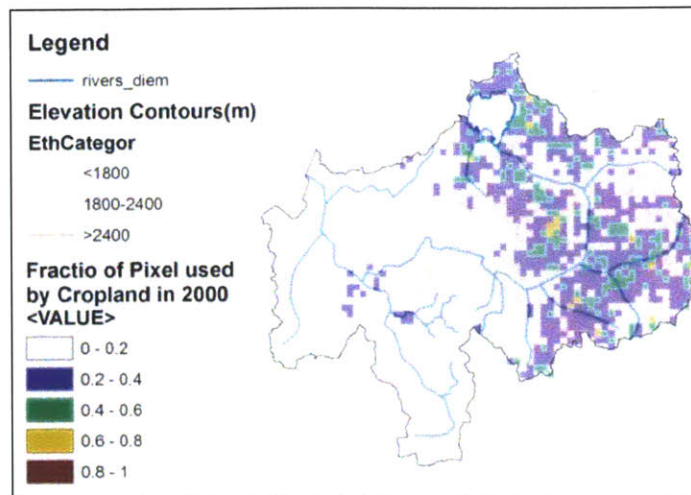 Legend
rivers_diem
Elevation Contours(m)
EthCategor
<1800
1800-2400
>2400
Fractio of Pixel used
by Cropland in 2000
<VALUE>
0 - 0.2
0.2 - 0.4
0.4 - 0.6
0.6 - 0.8
0.8 - 1